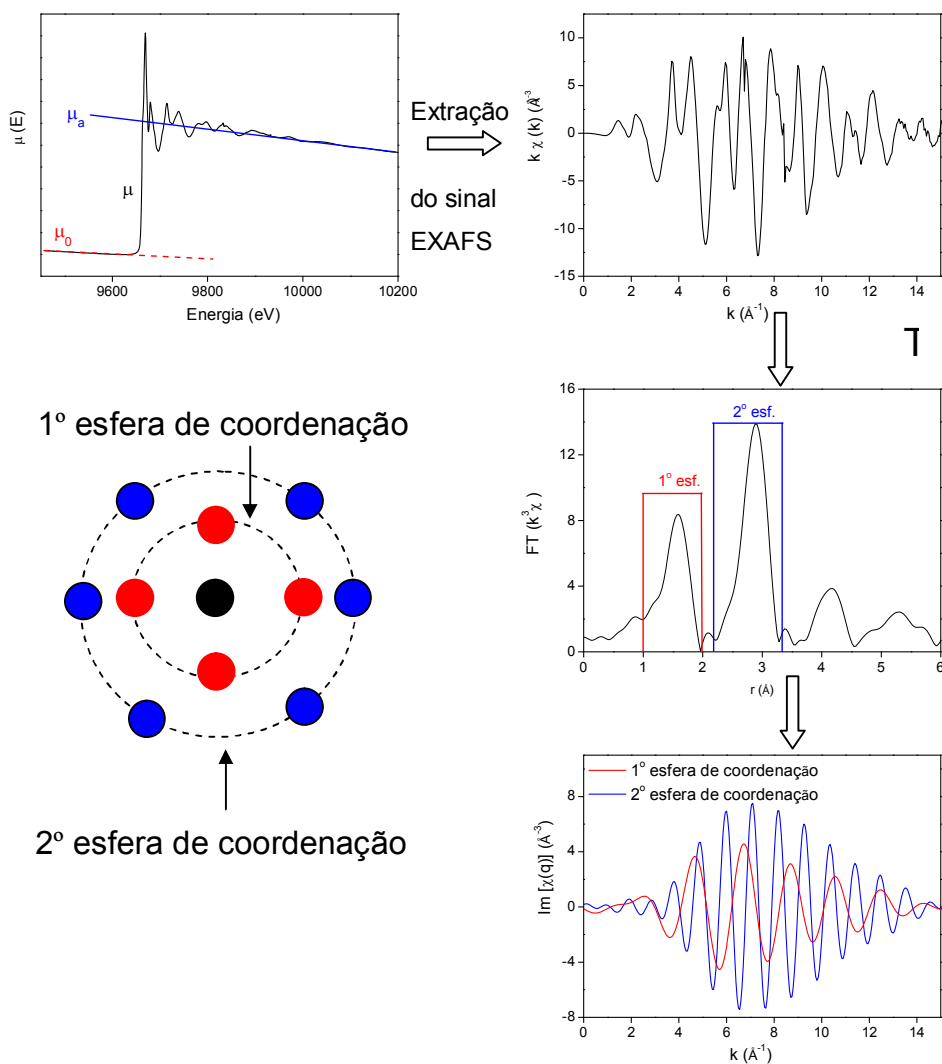 μ (E)
μa
μ
μ0
9600
9800
10000
10200
Energia (eV)
Extração
do sinal
EXAFS
10
5
0
-5
-10
-15
k χ (k) (Å-3
0
2
4
6
8
10
12
14
k (Å-1)
T
1º esfera de coordenação
2º esfera de coordenação
16
12
8
4
0
FT (k3χ)
1º esf.
2º esf.
0
1
2
3
4
5
6
r (Å)
1º esfera de coordenação
2º esfera de coordenação
8
4
0
-4
-8
Im [χ(q)] (Å-3)
0
2
4
6
8
10
12
14
k (Å-1)